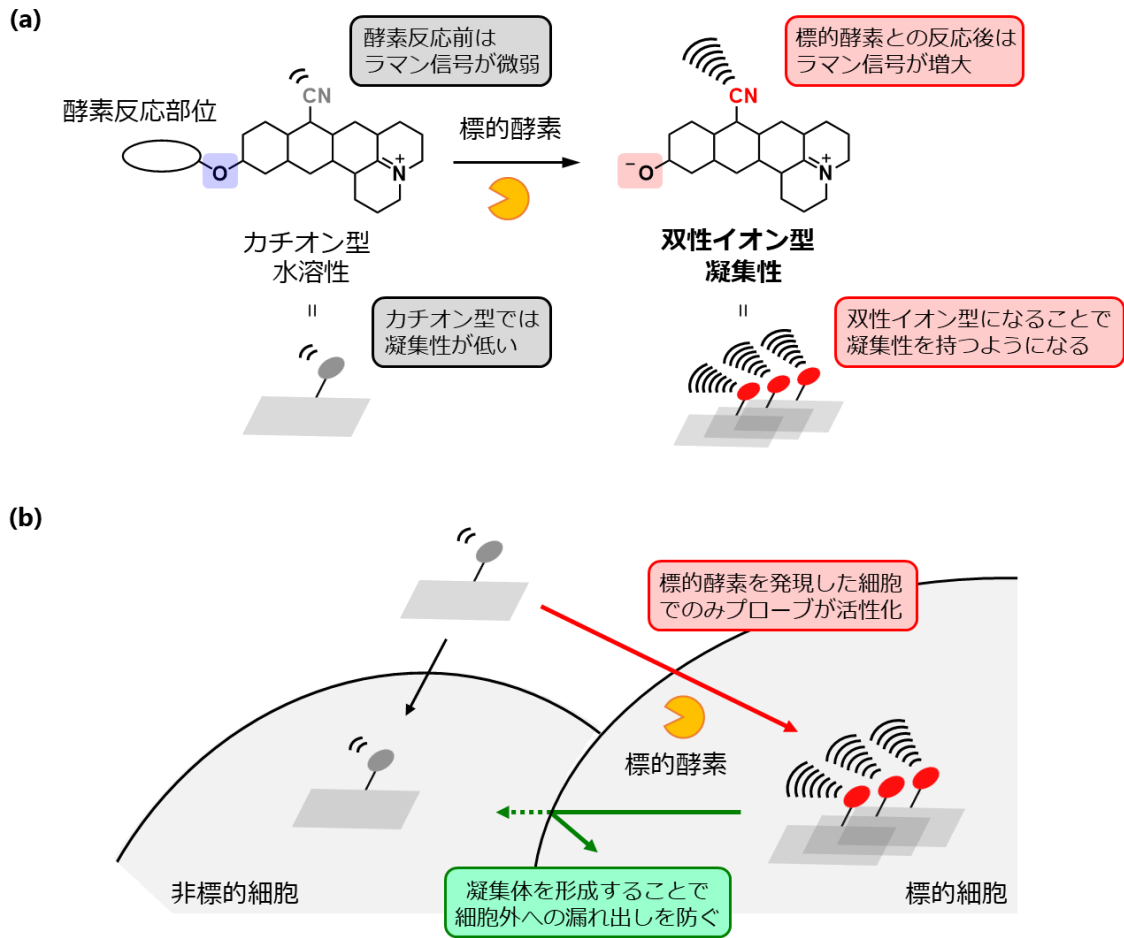 (a)
酵素反応前は
ラマン信号が微弱
標的酵素との反応後は
ラマン信号が増大
CN
CN
酵素反応部位
標的酵素
O
N+
−O
N+
カチオン型
水溶性
双性イオン型
凝集性
=
=
カチオン型では
凝集性が低い
双性イオン型になることで
凝集性を持つようになる
(b)
標的酵素を発現した細胞
でのみプローブが活性化
標的酵素
非標的細胞
凝集体を形成することで
細胞外への漏れ出しを防ぐ
標的細胞